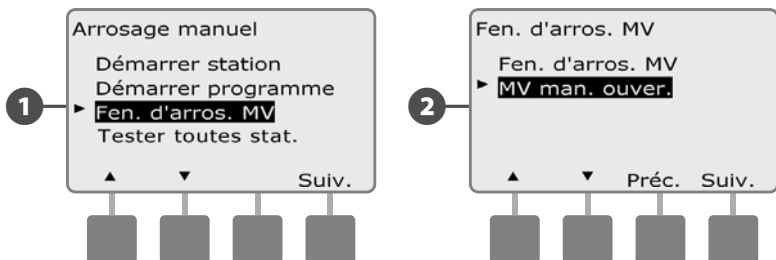 Arrosage manuel
Démarrer station
Démarrer programme
► Fen. d'arros. MV
Tester toutes stat.
▲ ▼ Suiv.
1
Fen. d'arros. MV
Fen. d'arros. MV
► MV man. ouver.
▲ ▼ Préc. Suiv.
2